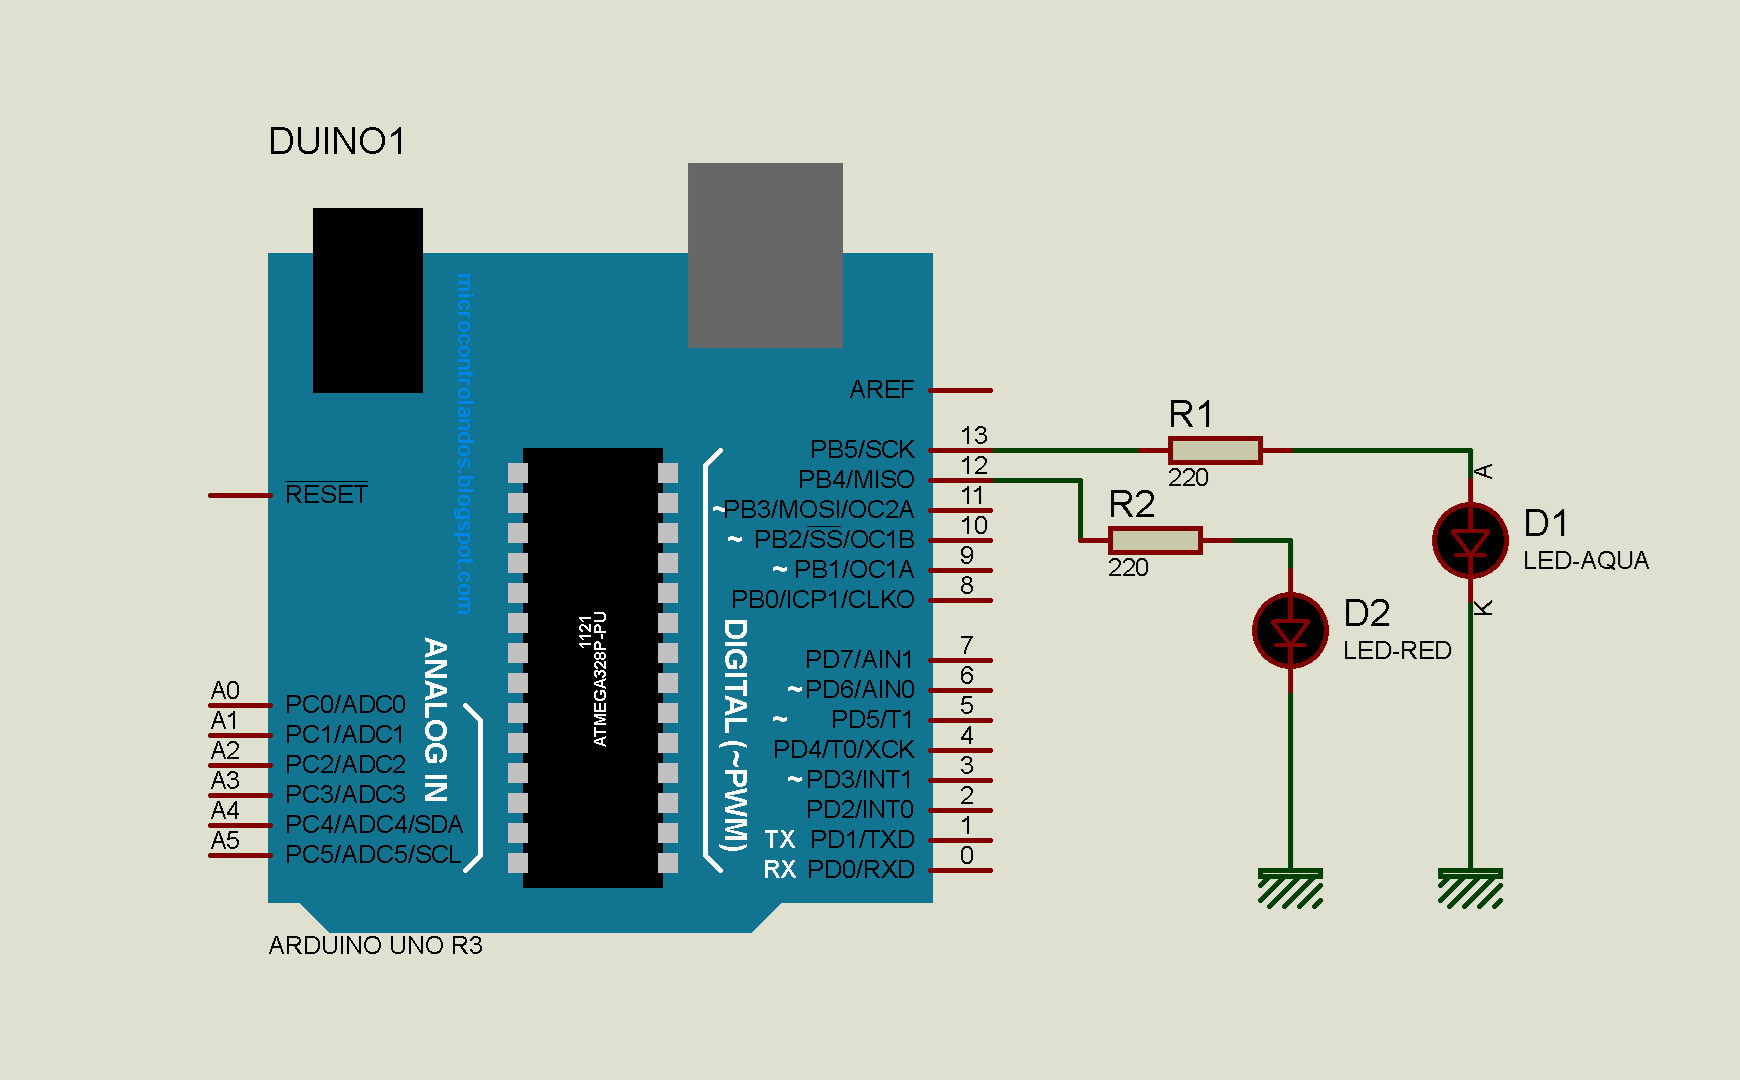 DUINO1
microcontrolandos.blogspot.com
AREF
PB5/SCK 13
PB4/MISO 12
~PB3/MOSI/OC2A 11
~ PB2/SS/OC1B 10
~ PB1/OC1A 9
PB0/ICP1/CLKO 8
PD7/AIN1 7
~PD6/AIN0 6
~ PD5/T1 5
PD4/T0/XCK 4
~PD3/INT1 3
PD2/INT0 2
TX PD1/TXD 1
RX PD0/RXD 0
DIGITAL (~PWM)
RESET
1121
ATMEGA328P-PU
ANALOG IN
A0 PC0/ADC0
A1 PC1/ADC1
A2 PC2/ADC2
A3 PC3/ADC3
A4 PC4/ADC4/SDA
A5 PC5/ADC5/SCL
ARDUINO UNO R3
R1
220
R2
220
A
D1
LED-AQUA
K
D2
LED-RED